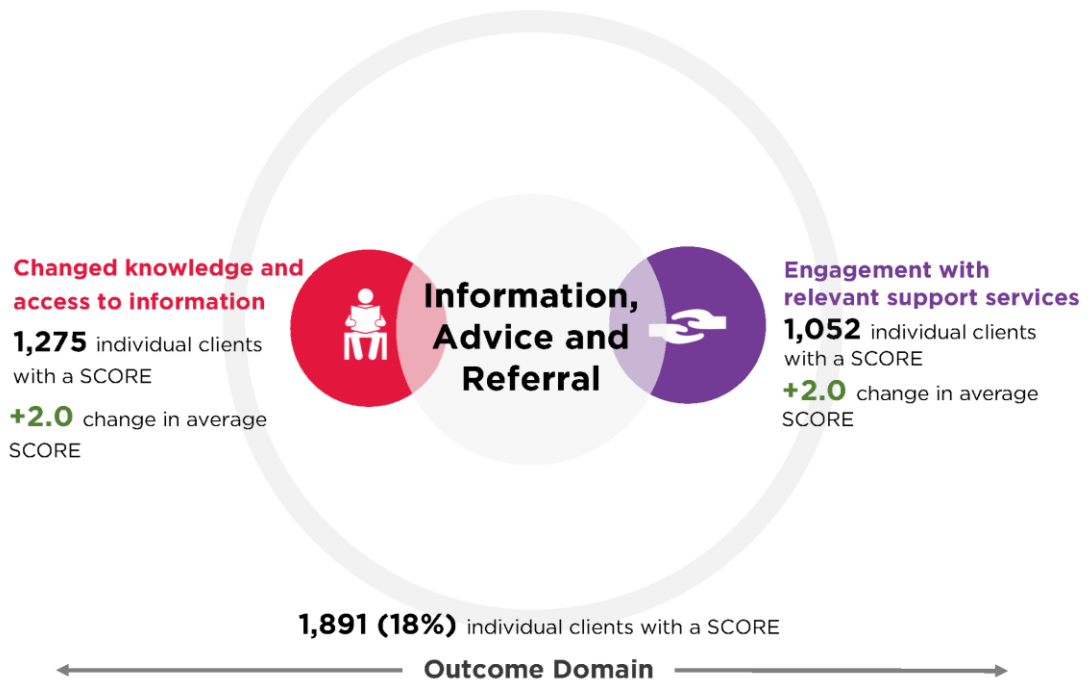 Changed knowledge and
access to information
1,275 individual clients
with a SCORE
+2.0 change in average
SCORE
Information,
Advice and
Referral
Engagement with
relevant support services
1,052 individual clients
with a SCORE
+2.0 change in average
SCORE
1,891 (18%) individual clients with a SCORE
Outcome Domain